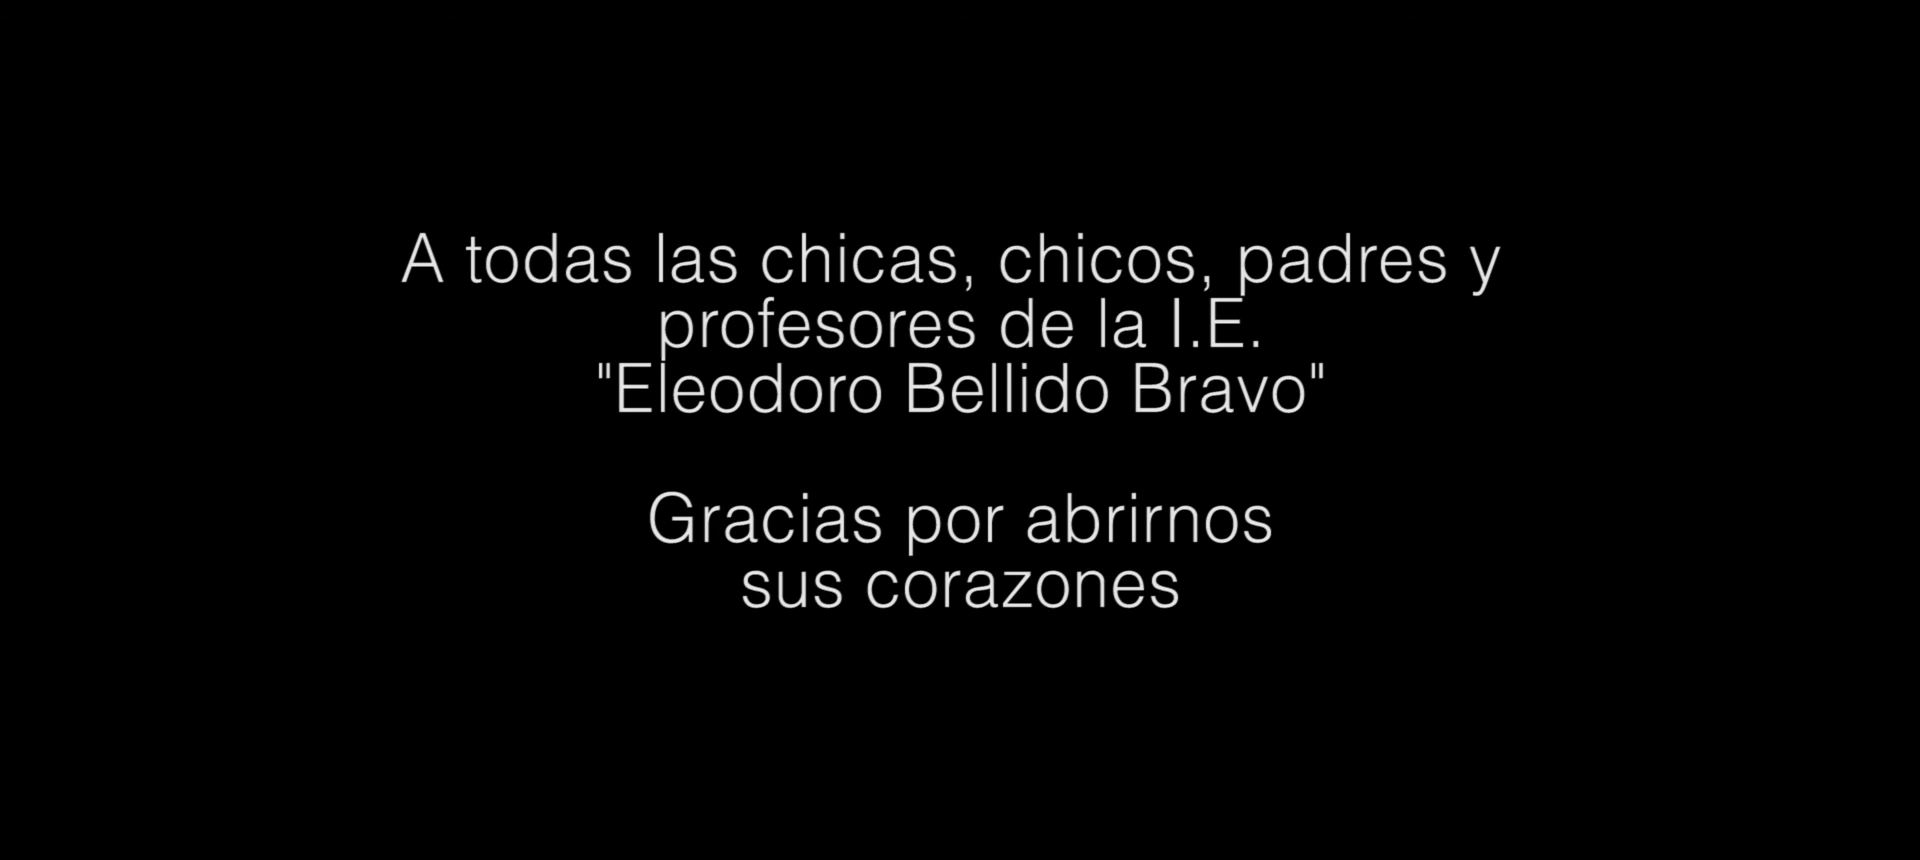 A todas las chicas, chicos, padres y
profesores de la I.E.
"Eleodoro Bellido Bravo"
Gracias por abrirnos
sus corazones